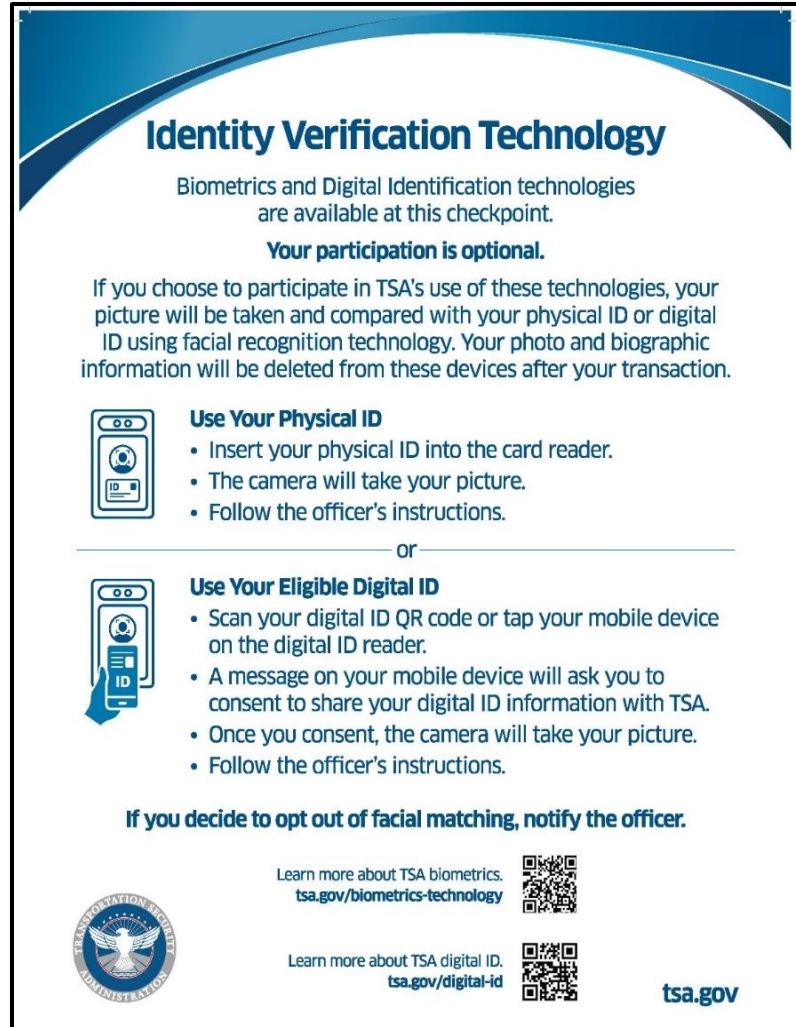 Identity Verification Technology
Biometrics and Digital Identification technologies
are available at this checkpoint.
Your participation is optional.
If you choose to participate in TSA's use of these technologies, your
picture will be taken and compared with your physical ID or digital
ID using facial recognition technology. Your photo and biographic
information will be deleted from these devices after your transaction.
ID
Use Your Physical ID
• Insert your physical ID into the card reader.
• The camera will take your picture.
• Follow the officer's instructions.
or
ID
Use Your Eligible Digital ID
• Scan your digital ID QR code or tap your mobile device
on the digital ID reader.
• A message on your mobile device will ask you to
consent to share your digital ID information with TSA.
• Once you consent, the camera will take your picture.
• Follow the officer's instructions.
If you decide to opt out of facial matching, notify the officer.
Learn more about TSA biometrics.
tsa.gov/biometrics-technology
TRANSPORTATION SECURITY
ADMINISTRATION
Learn more about TSA digital ID.
tsa.gov/digital-id
tsa.gov